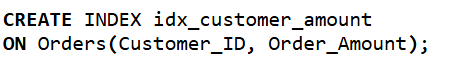 CREATE INDEX idx_customer_amount
ON Orders(Customer_ID, Order_Amount);